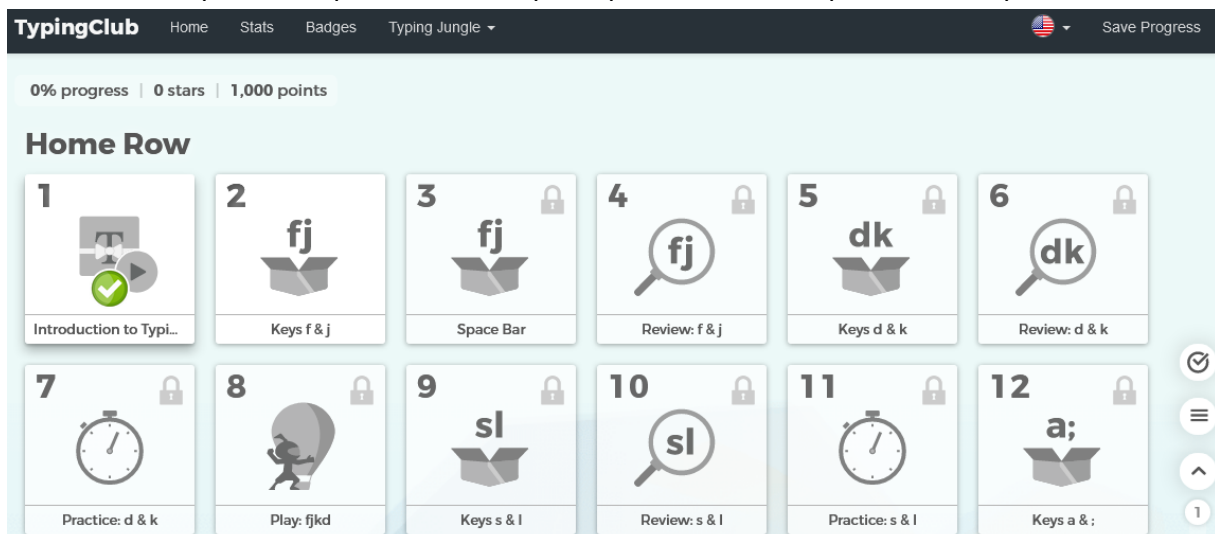 TypingClub Home Stats Badges Typing Jungle Save Progress
0% progress | 0 stars | 1,000 points
Home Row
1 2 3 4 5 6
T fj fj fj dk dk
Introduction to Typi... Keys f & j Space Bar Review: f & j Keys d & k Review: d & k
7 8 9 10 11 12
sl sl a;
Practice: d & k Play: fjkd Keys s & l Review: s & l Practice: s & l Keys a & ;
1